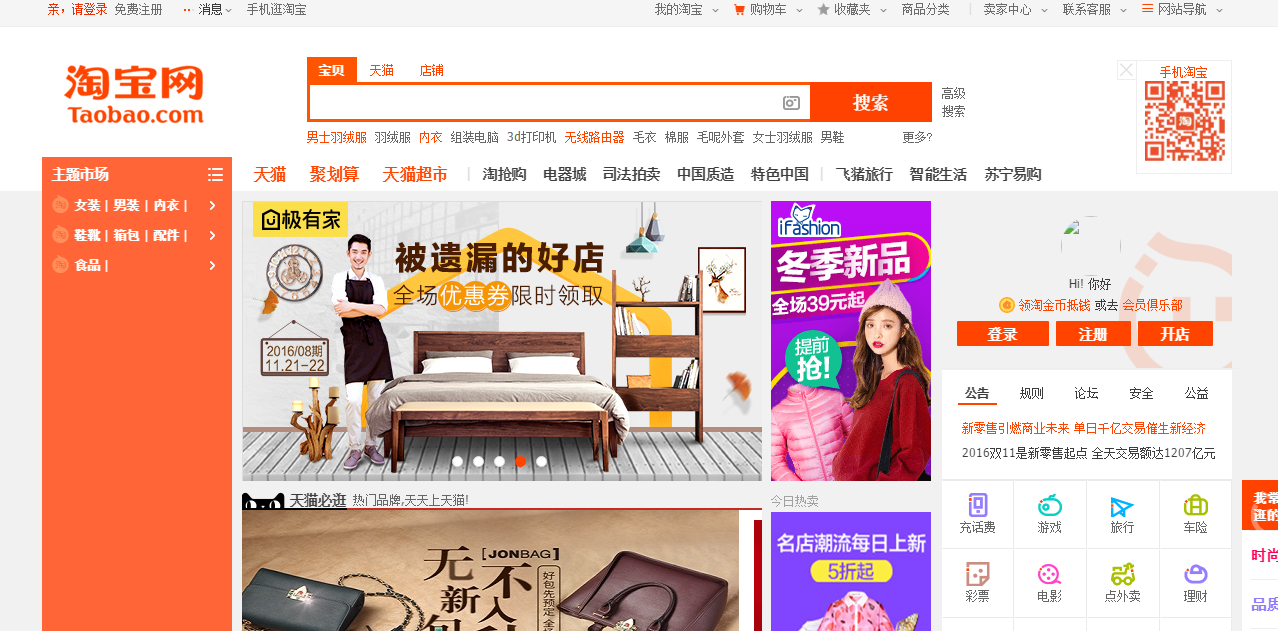 亲，请登录 免费注册 消息 手机逛淘宝
我的淘宝 购物车 收藏夹 商品分类 卖家中心 联系客服 网站导航
淘宝网
Taobao.com
宝贝 天猫 店铺
搜索
高级
搜索
男士羽绒服 羽绒服 内衣 组装电脑 3d打印机 无线路由器 毛衣 棉服 毛呢外套 女士羽绒服 男鞋 更多?
手机淘宝
淘
主题市场
天猫 聚划算 天猫超市 | 淘抢购 电器城 司法拍卖 中国质造 特色中国 | 飞猪旅行 智能生活 苏宁易购
女装 | 男装 | 内衣 |
鞋靴 | 箱包 | 配件 |
食品 |
极有家
被遗漏的好店
全场优惠券限时领取
2016/08期
11.21-22
iFashion
冬季新品
全场39元起
提前
抢!
Hi! 你好
领淘金币抵钱 或去 会员俱乐部
登录 注册 开店
公告 规则 论坛 安全 公益
新零售引燃商业未来 单日千亿交易催生新经济
2016双11是新零售起点 全天交易额达1207亿元
天猫必逛 热门品牌,天天上天猫!
今日热卖
[JONBAG]
无 不
新 入
好包先预定
名店潮流每日上新
5折起
充话费 游戏 旅行 车险
彩票 电影 点外卖 理财
我常
逛的
时尚
品质